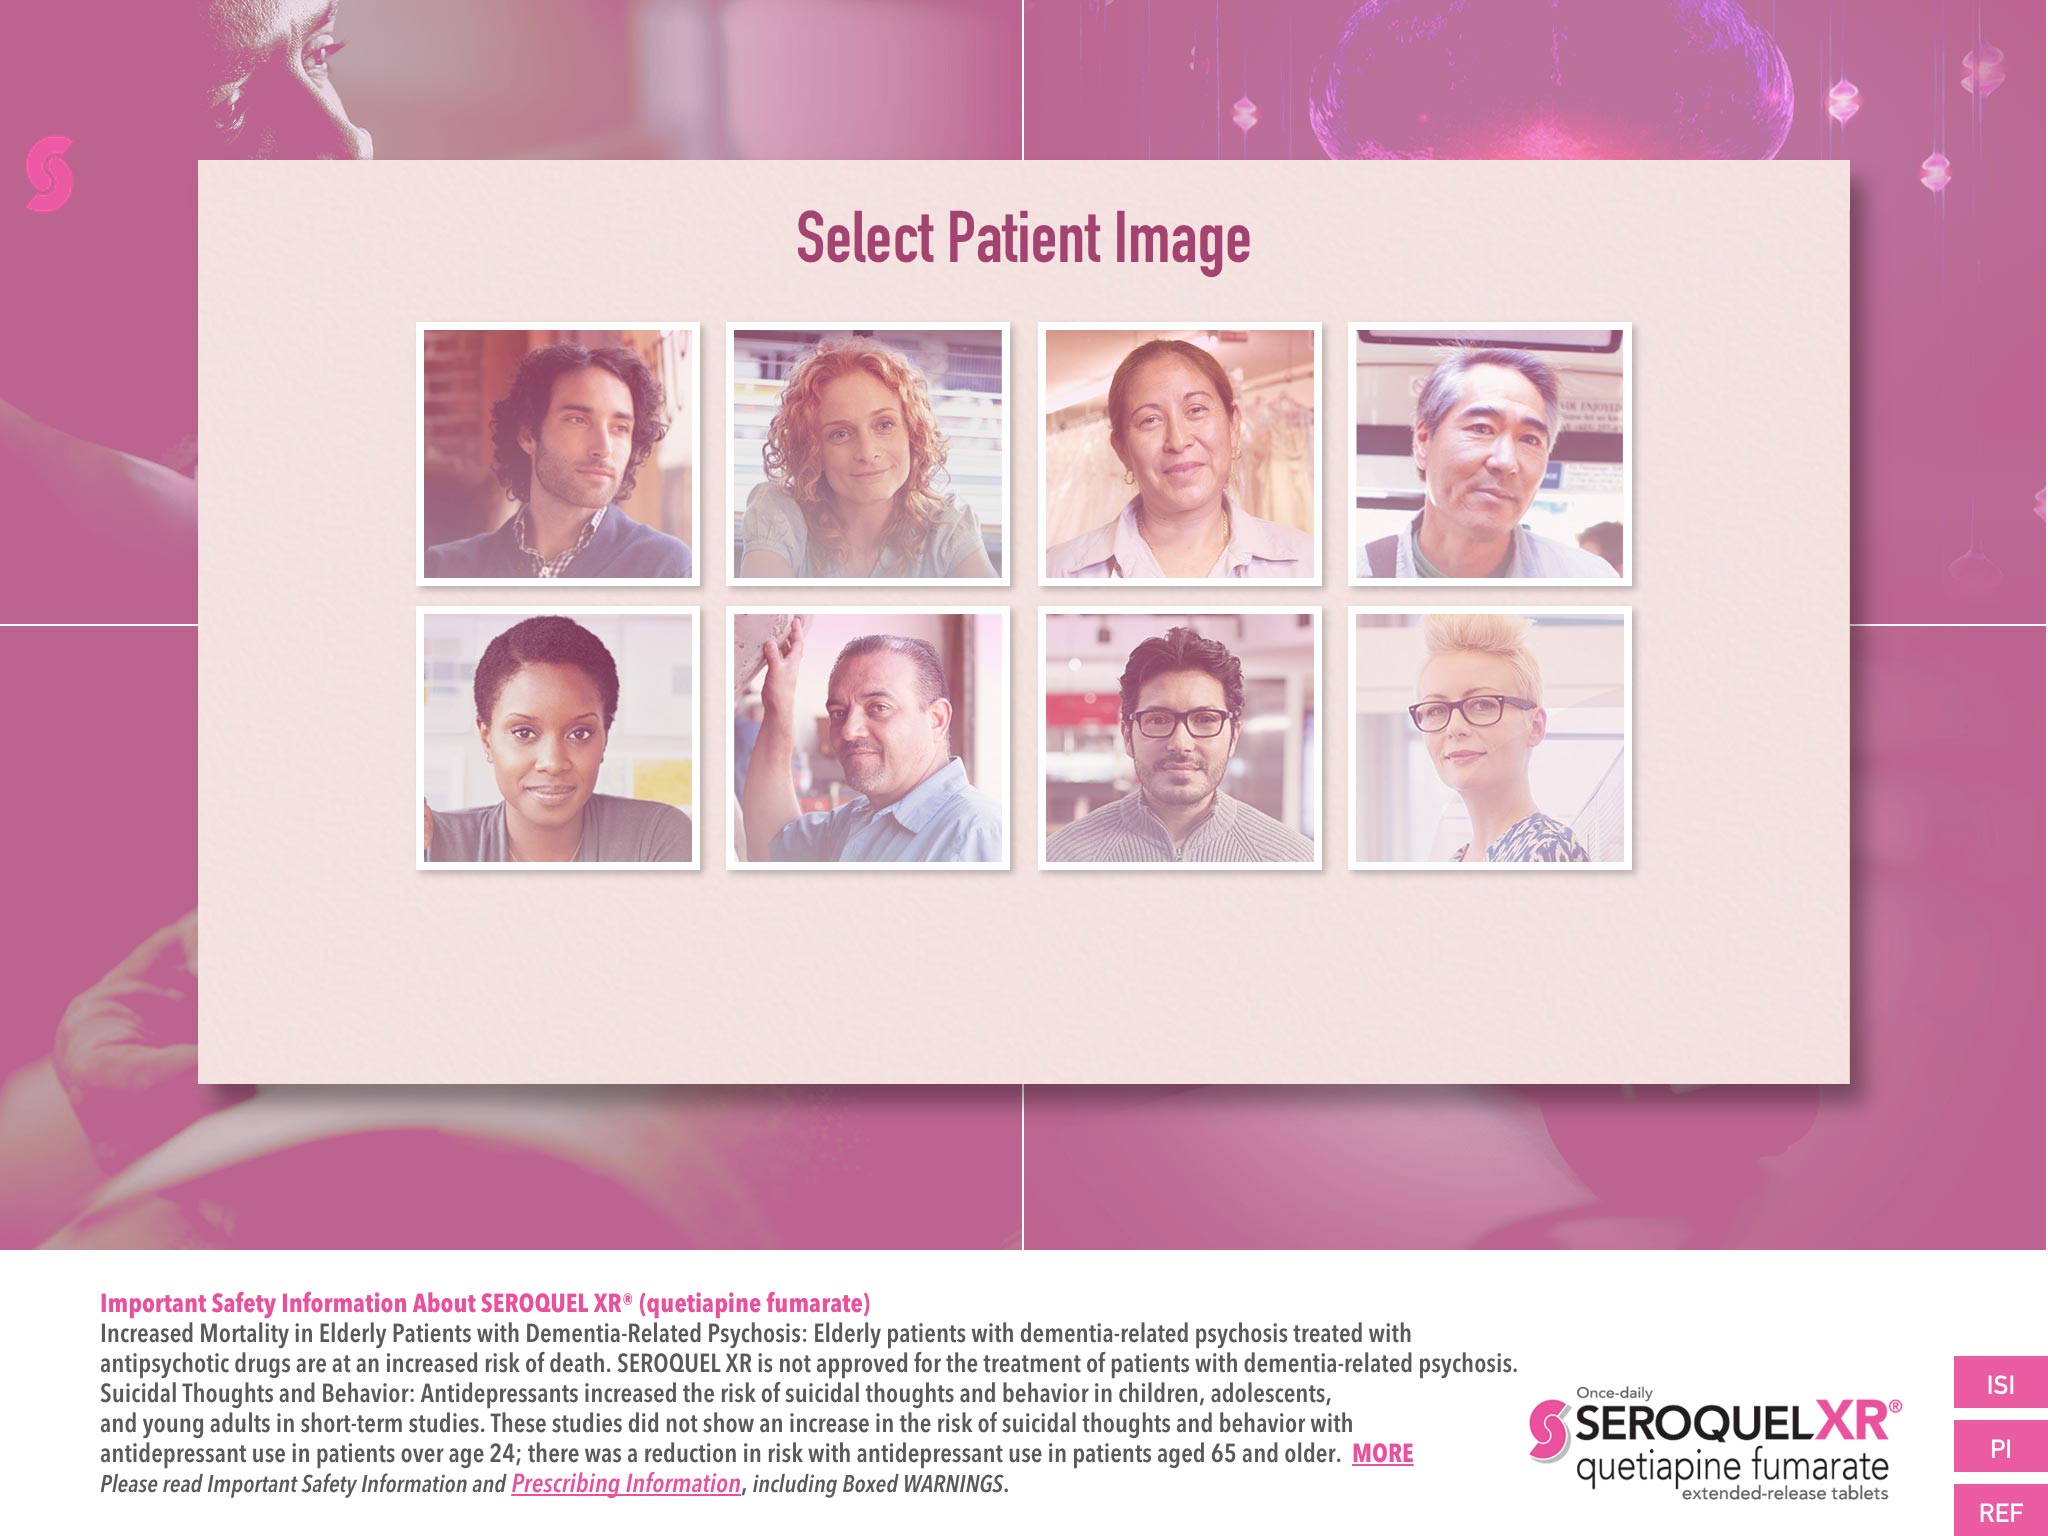 Select Patient Image
Important Safety Information About SEROQUEL XR® (quetiapine fumarate)
Increased Mortality in Elderly Patients with Dementia-Related Psychosis: Elderly patients with dementia-related psychosis treated with
antipsychotic drugs are at an increased risk of death. SEROQUEL XR is not approved for the treatment of patients with dementia-related psychosis.
Suicidal Thoughts and Behavior: Antidepressants increased the risk of suicidal thoughts and behavior in children, adolescents,
and young adults in short-term studies. These studies did not show an increase in the risk of suicidal thoughts and behavior with
antidepressant use in patients over age 24; there was a reduction in risk with antidepressant use in patients aged 65 and older. MORE
Please read Important Safety Information and Prescribing Information, including Boxed WARNINGS.
Once-daily
SEROQUEL XR®
quetiapine fumarate
extended-release tablets
ISI
PI
REF